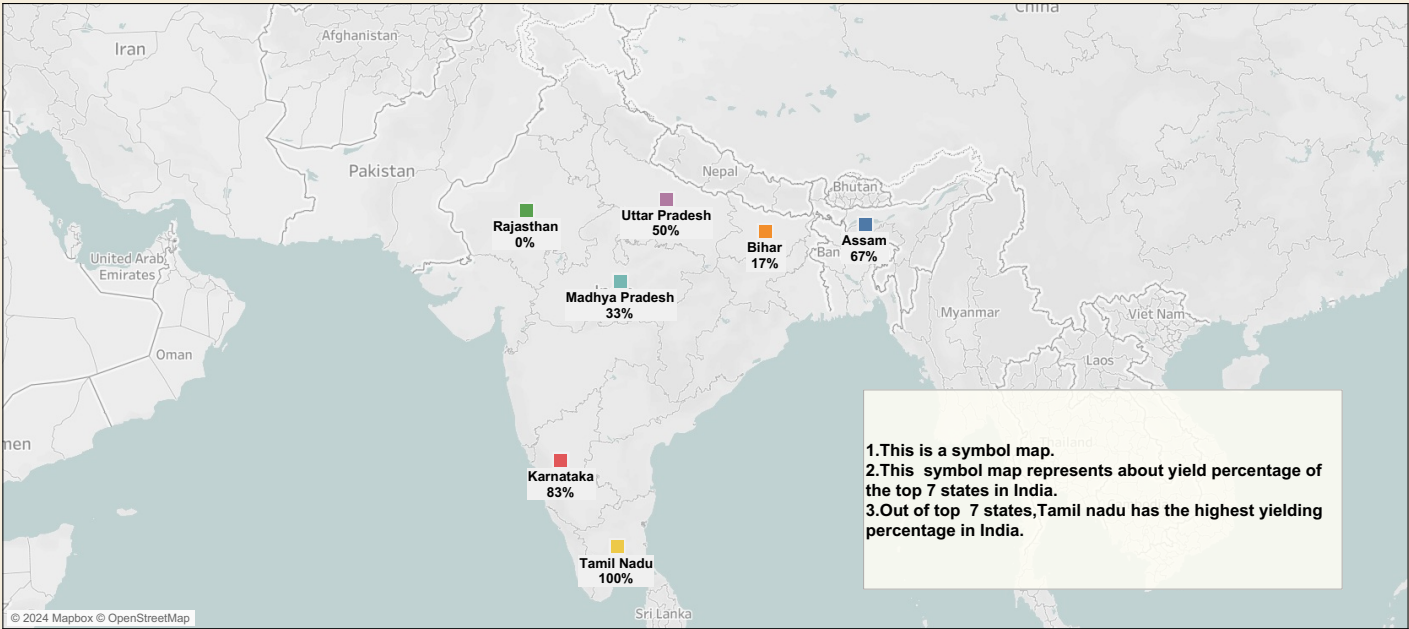 China
Afghanistan
Iran
Pakistan
Nepal
Bhutan
Rajasthan
0%
Uttar Pradesh
50%
Bihar
17%
Ban
Assam
67%
United Arab
Emirates
Madhya Pradesh
33%
Myanmar
Viet Nam
Oman
Laos
men
Thailand
1.This is a symbol map.
2.This  symbol map represents about yield percentage of
the top 7 states in India.
3.Out of top  7 states,Tamil nadu has the highest yielding
percentage in India.
Karnataka
83%
Tamil Nadu
100%
Sri Lanka
© 2024 Mapbox © OpenStreetMap